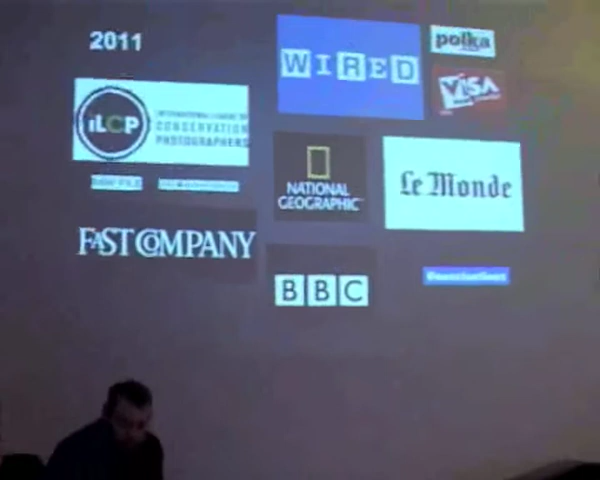 2011
WIRED
polka
VISA
iLCP
INTERNATIONAL LEAGUE OF
CONSERVATION
PHOTOGRAPHERS
NATIONAL
GEOGRAPHIC
Le Monde
FAST COMPANY
BBC